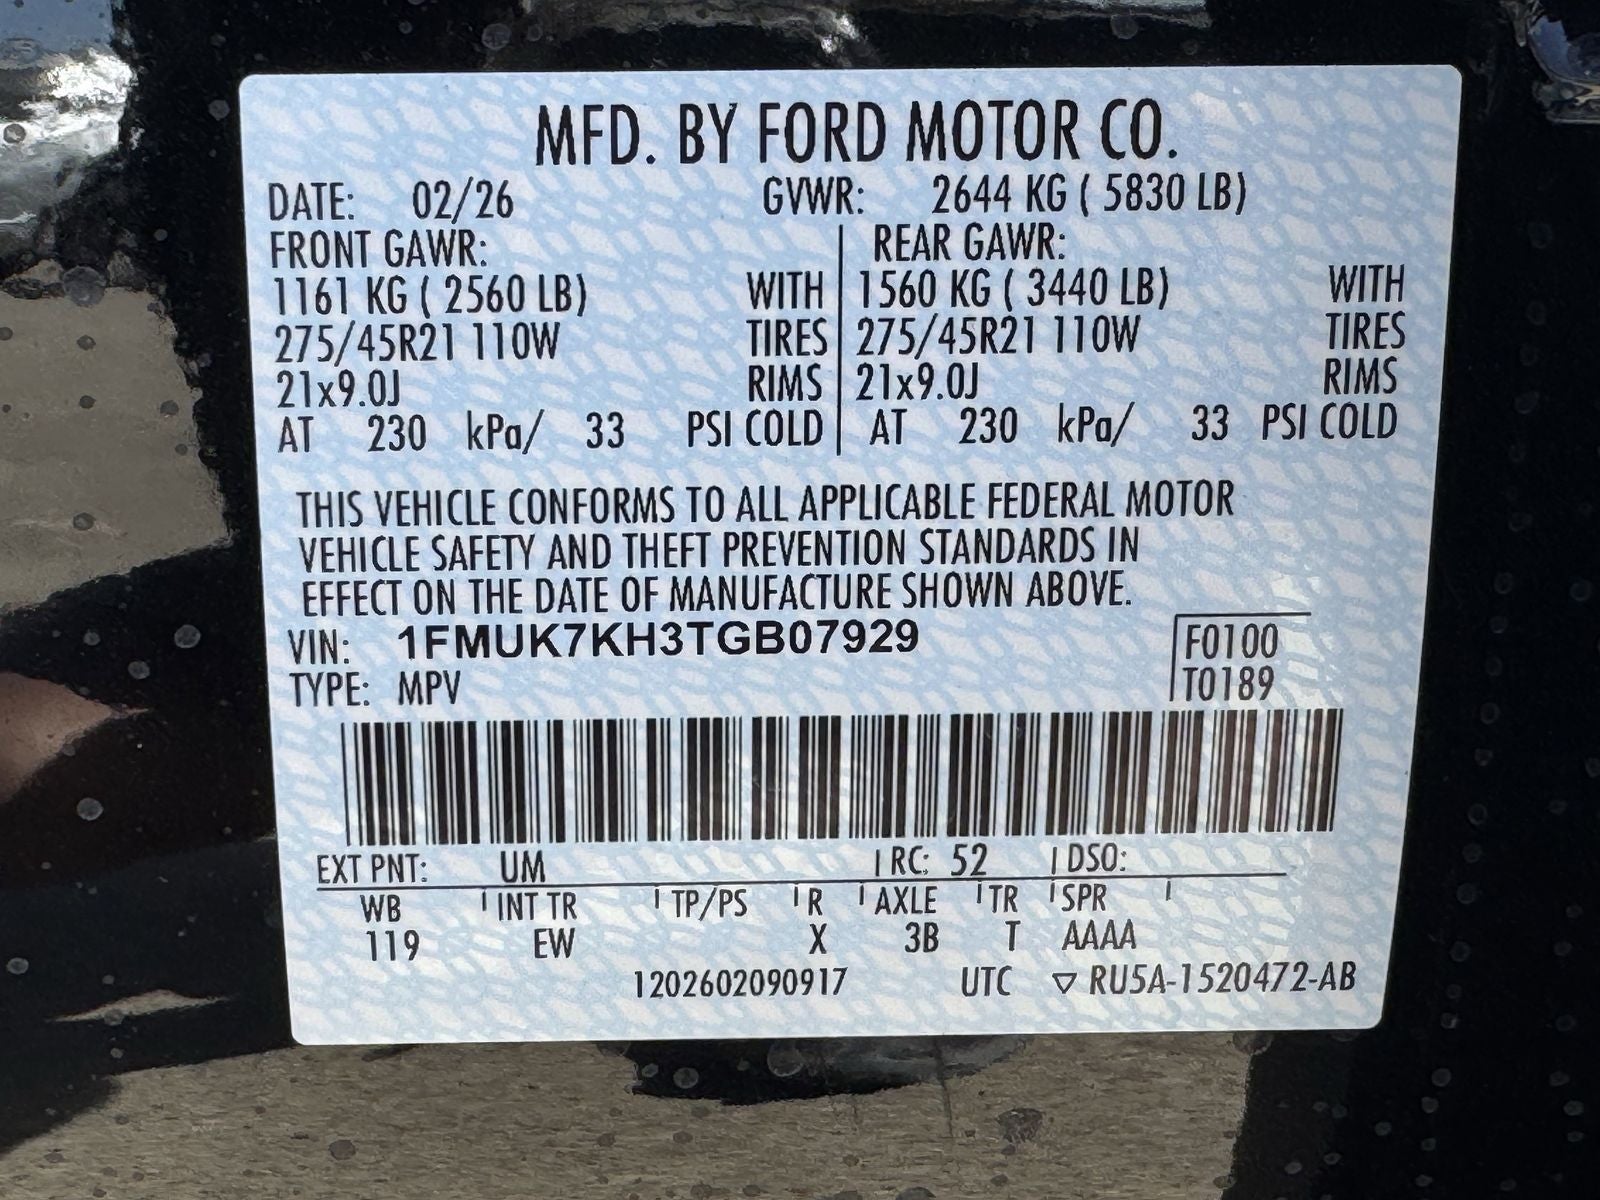 MFD. BY FORD MOTOR CO.
DATE: 02/26 GVWR: 2644 KG ( 5830 LB)
FRONT GAWR: REAR GAWR:
1161 KG ( 2560 LB) WITH 1560 KG ( 3440 LB) WITH
275/45R21 110W TIRES 275/45R21 110W TIRES
21x9.0J RIMS 21x9.0J RIMS
AT 230 kPa/ 33 PSI COLD AT 230 kPa/ 33 PSI COLD
THIS VEHICLE CONFORMS TO ALL APPLICABLE FEDERAL MOTOR
VEHICLE SAFETY AND THEFT PREVENTION STANDARDS IN
EFFECT ON THE DATE OF MANUFACTURE SHOWN ABOVE.
VIN: 1FMUK7KH3TGB07929 F0100
TYPE: MPV T0189
EXT PNT: UM RC: 52 DSO:
WB INT TR TP/PS R AXLE TR SPR
119 EW X 3B T AAAA
1202602090917 UTC ▽ RU5A-1520472-AB